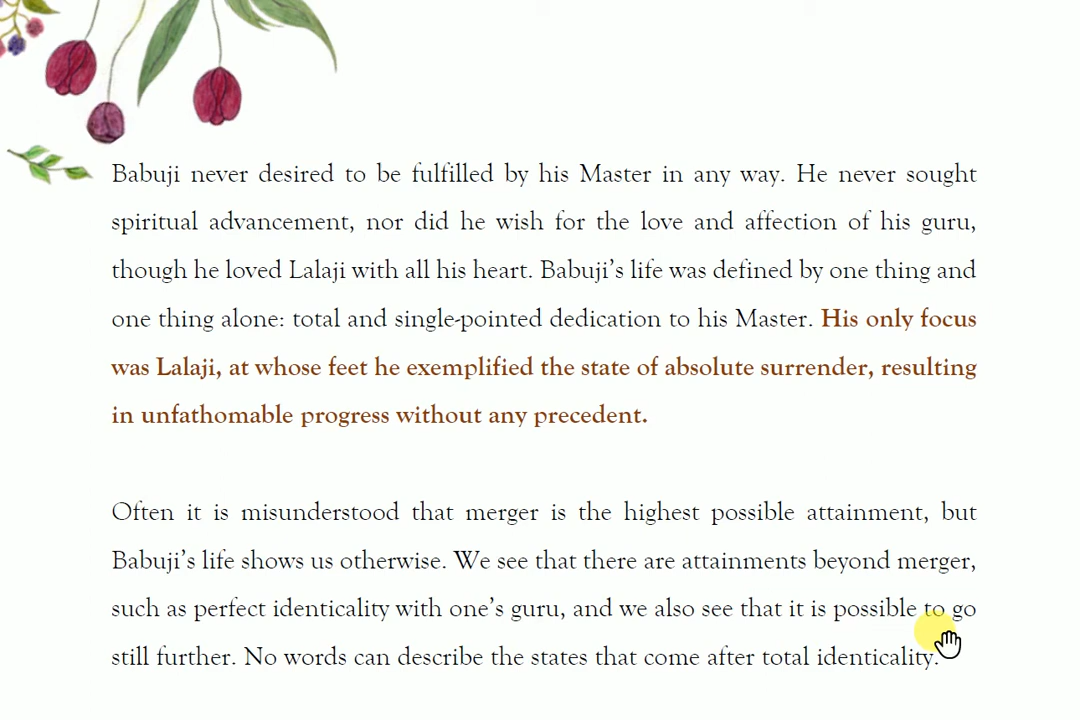 Babuji never desired to be fulfilled by his Master in any way. He never sought
spiritual advancement, nor did he wish for the love and affection of his guru,
though he loved Lalaji with all his heart. Babuji’s life was defined by one thing and
one thing alone: total and single-pointed dedication to his Master. His only focus
was Lalaji, at whose feet he exemplified the state of absolute surrender, resulting
in unfathomable progress without any precedent.
Often it is misunderstood that merger is the highest possible attainment, but
Babuji’s life shows us otherwise. We see that there are attainments beyond merger,
such as perfect identicality with one’s guru, and we also see that it is possible to go
still further. No words can describe the states that come after total identicality.